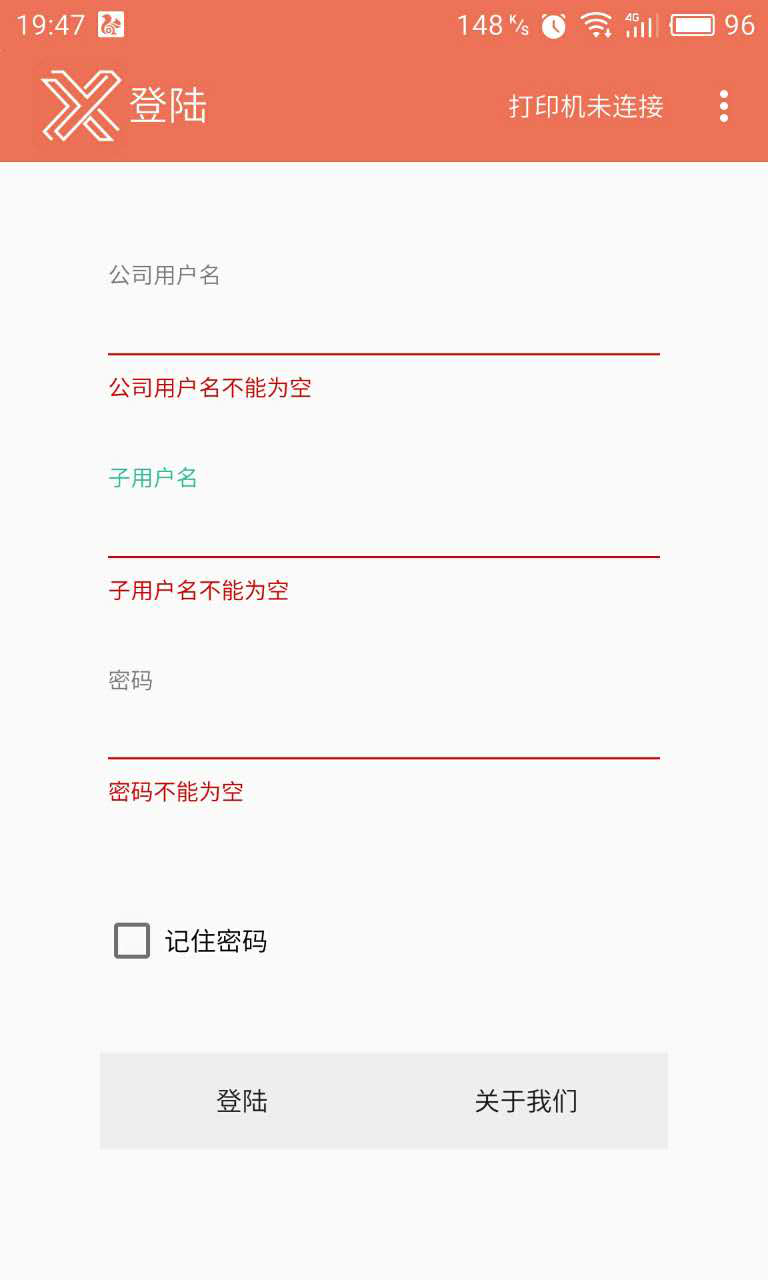 19:47 148 K/s 4G 96
登陆 打印机未连接
公司用户名
公司用户名不能为空
子用户名
子用户名不能为空
密码
密码不能为空
记住密码
登陆 关于我们